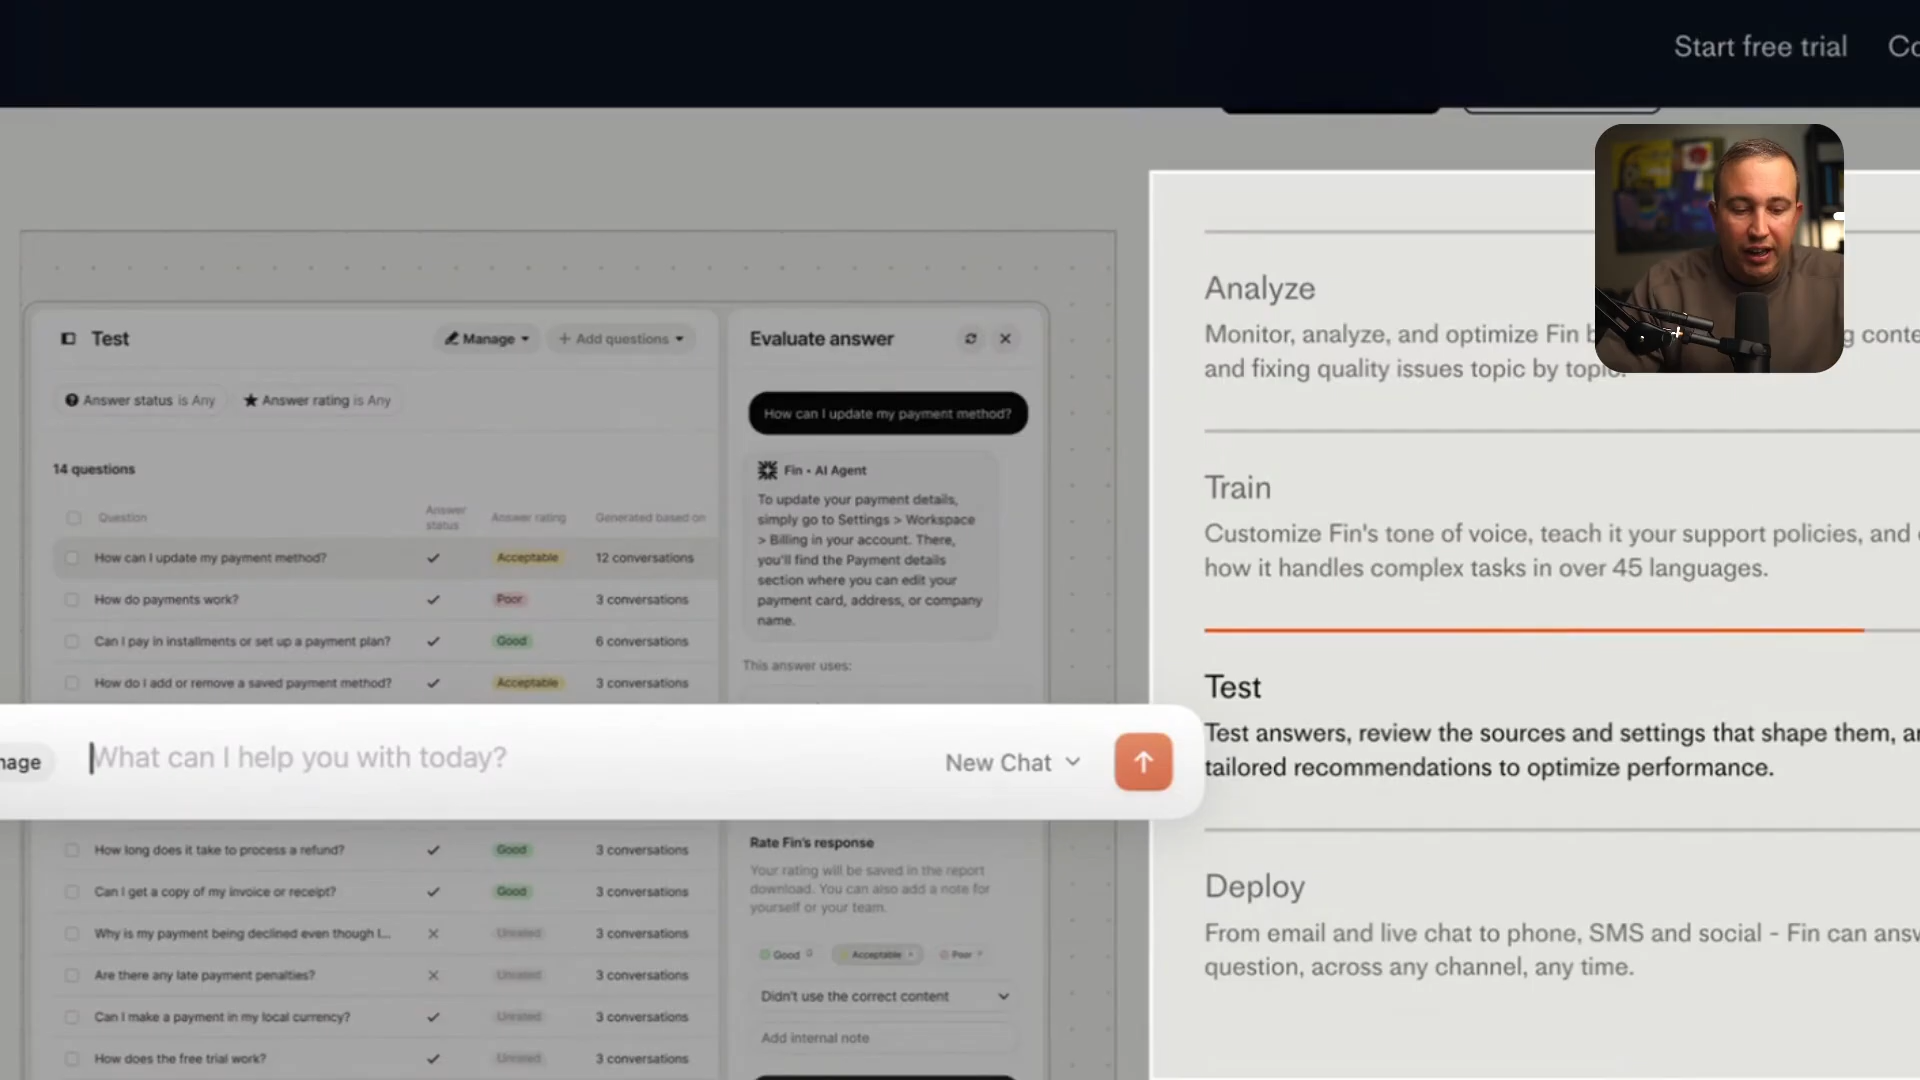 Start free trial
Test
Manage
Add questions
Answer status is Any
Answer rating is Any
14 questions
Question
Answer status
Answer rating
Generated based on
How can I update my payment method?
Acceptable
12 conversations
How do payments work?
Poor
3 conversations
Can I pay in installments or set up a payment plan?
Good
6 conversations
How do I add or remove a saved payment method?
Acceptable
3 conversations
How long does it take to process a refund?
Good
3 conversations
Can I get a copy of my invoice or receipt?
Good
3 conversations
Why is my payment being declined even though I...
Unrated
3 conversations
Are there any late payment penalties?
Unrated
3 conversations
Can I make a payment in my local currency?
Unrated
3 conversations
How does the free trial work?
Unrated
3 conversations
Evaluate answer
How can I update my payment method?
Fin • AI Agent
To update your payment details,
simply go to Settings > Workspace
> Billing in your account. There,
you'll find the Payment details
section where you can edit your
payment card, address, or company
name.
This answer uses:
What can I help you with today?
New Chat
Rate Fin's response
Your rating will be saved in the report
download. You can also add a note for
yourself or your team.
Good
Acceptable
Poor
Didn't use the correct content
Add internal note
Analyze
Monitor, analyze, and optimize Fin
and fixing quality issues topic by topic.
Train
Customize Fin's tone of voice, teach it your support policies, and
how it handles complex tasks in over 45 languages.
Test
Test answers, review the sources and settings that shape them,
tailored recommendations to optimize performance.
Deploy
From email and live chat to phone, SMS and social - Fin can
question, across any channel, any time.